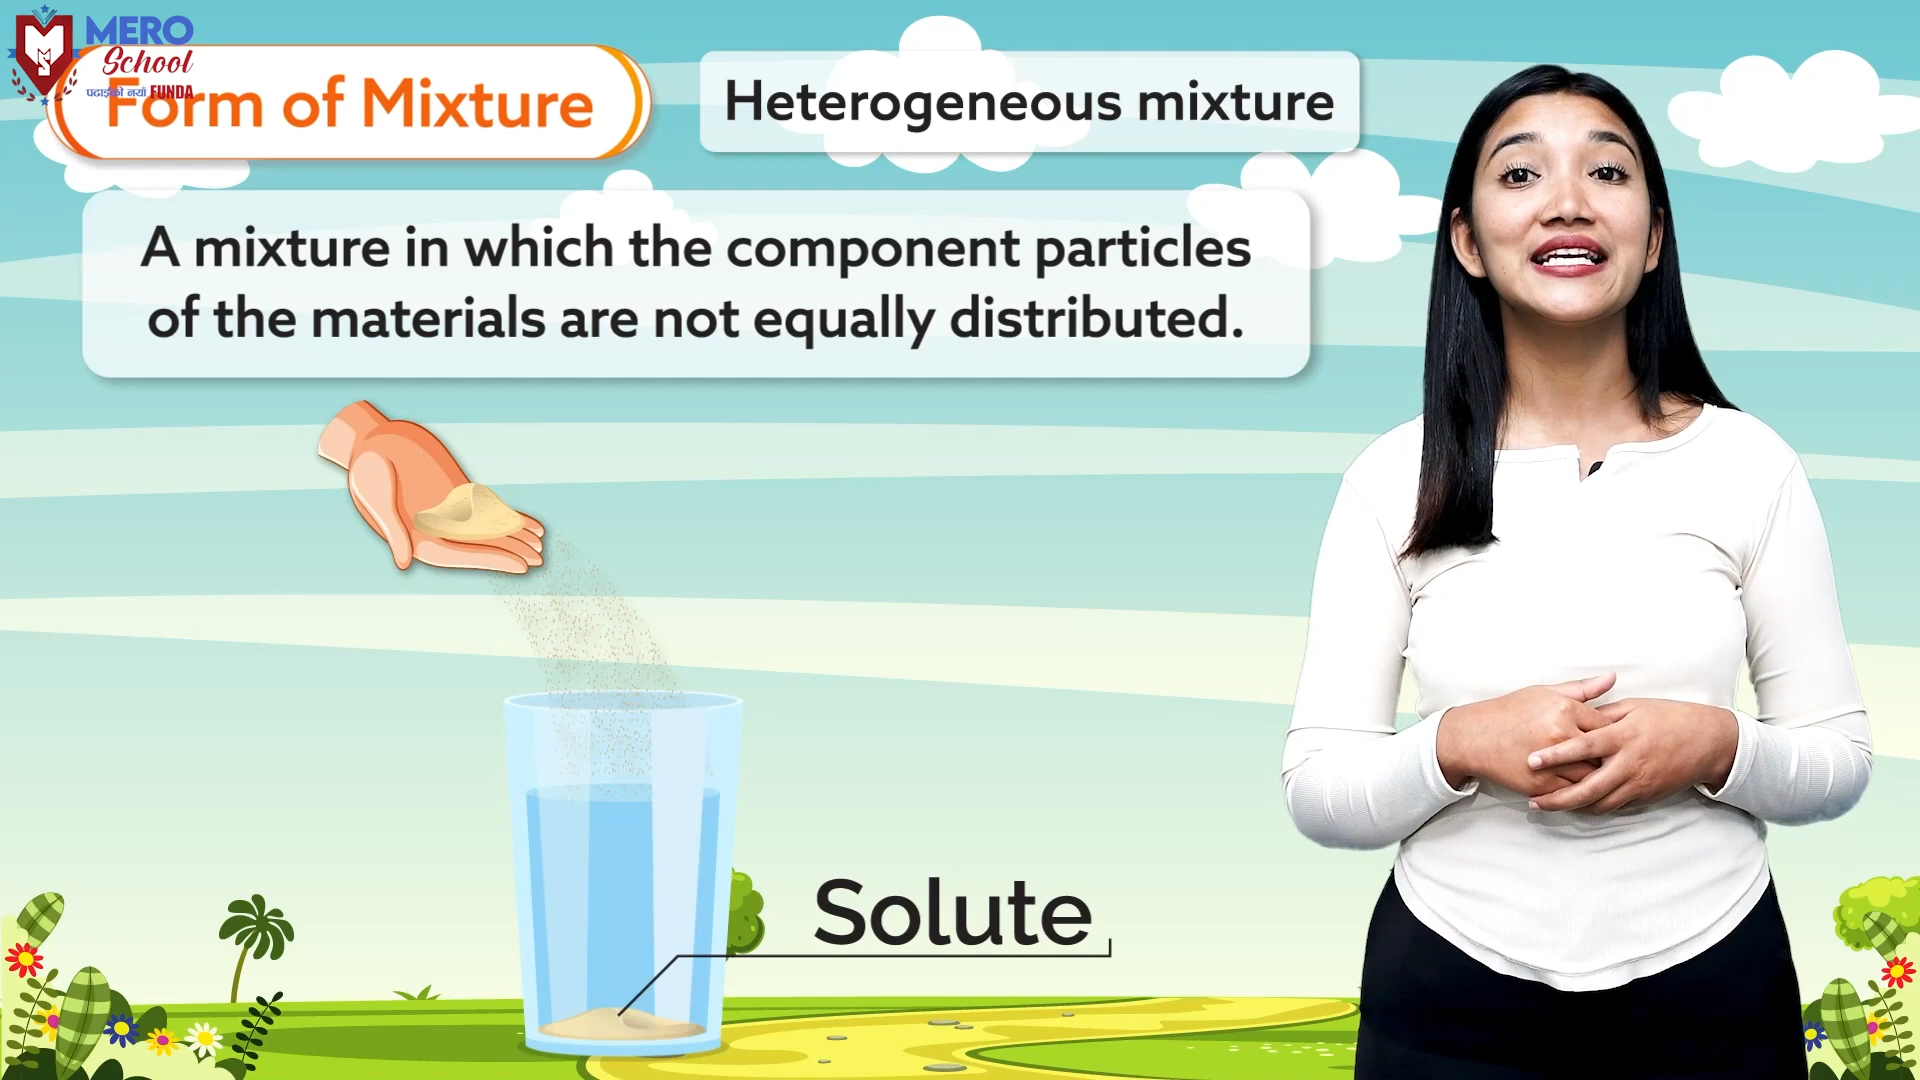 MERO
School
पढाईको नयाँ FUNDA
Form of Mixture
Heterogeneous mixture
A mixture in which the component particles
of the materials are not equally distributed.
Solute